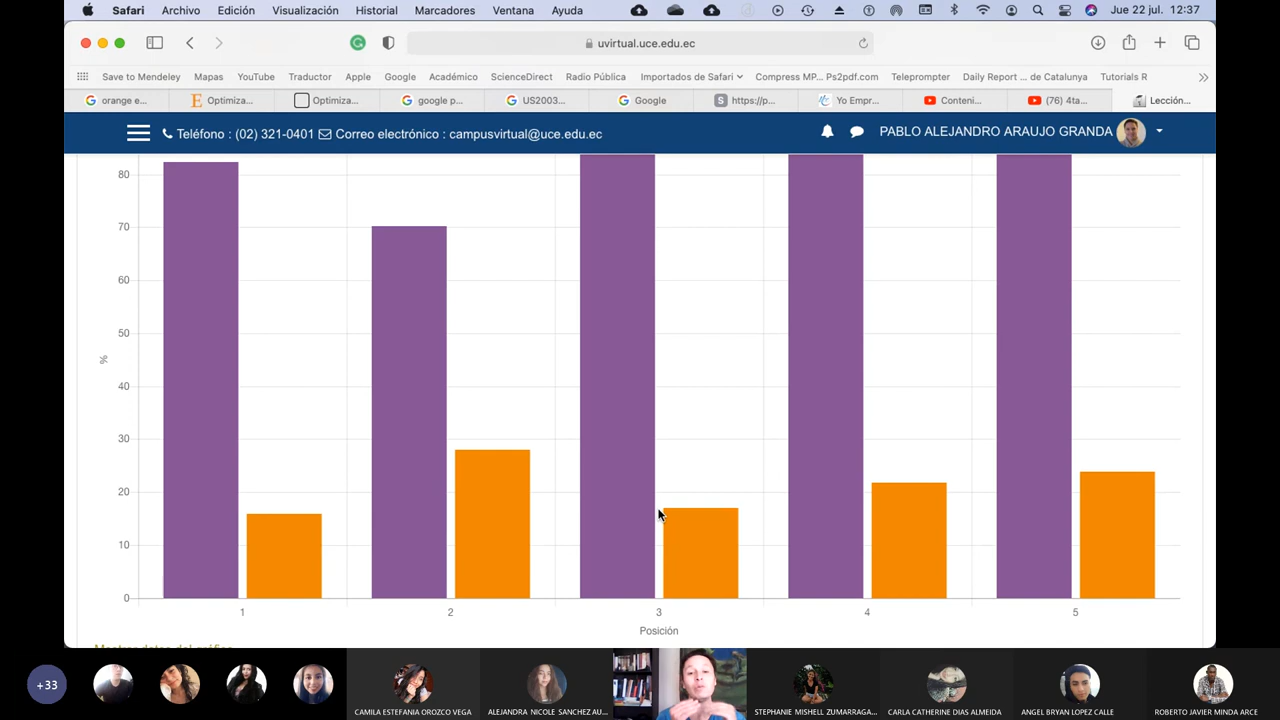 Safari Archivo Edición Visualización Historial Marcadores Ventana Ayuda Jue 22 jul. 12:37
uvirtual.uce.edu.ec
Save to Mendeley Mapas YouTube Traductor Apple Google Académico ScienceDirect Radio Pública Importados de Safari Compress MP... Ps2pdf.com Teleprompter Daily Report ... de Catalunya Tutorials R
orange e... Optimiza... Optimiza... google p... US2003... Google https://p... Yo Empr... Conteni... (76) 4ta... Lección...
Teléfono : (02) 321-0401 Correo electrónico : campusvirtual@uce.edu.ec PABLO ALEJANDRO ARAUJO GRANDA
80
70
60
50
%
40
30
20
10
0
1 2 3 4 5
Posición
Mostrar datos del gráfico
+33 CAMILA ESTEFANIA OROZCO VEGA ALEJANDRA NICOLE SANCHEZ AU... STEPHANIE MISHELL ZUMARRAGA... CARLA CATHERINE DIAS ALMEIDA ANGEL BRYAN LOPEZ CALLE ROBERTO JAVIER MINDA ARCE